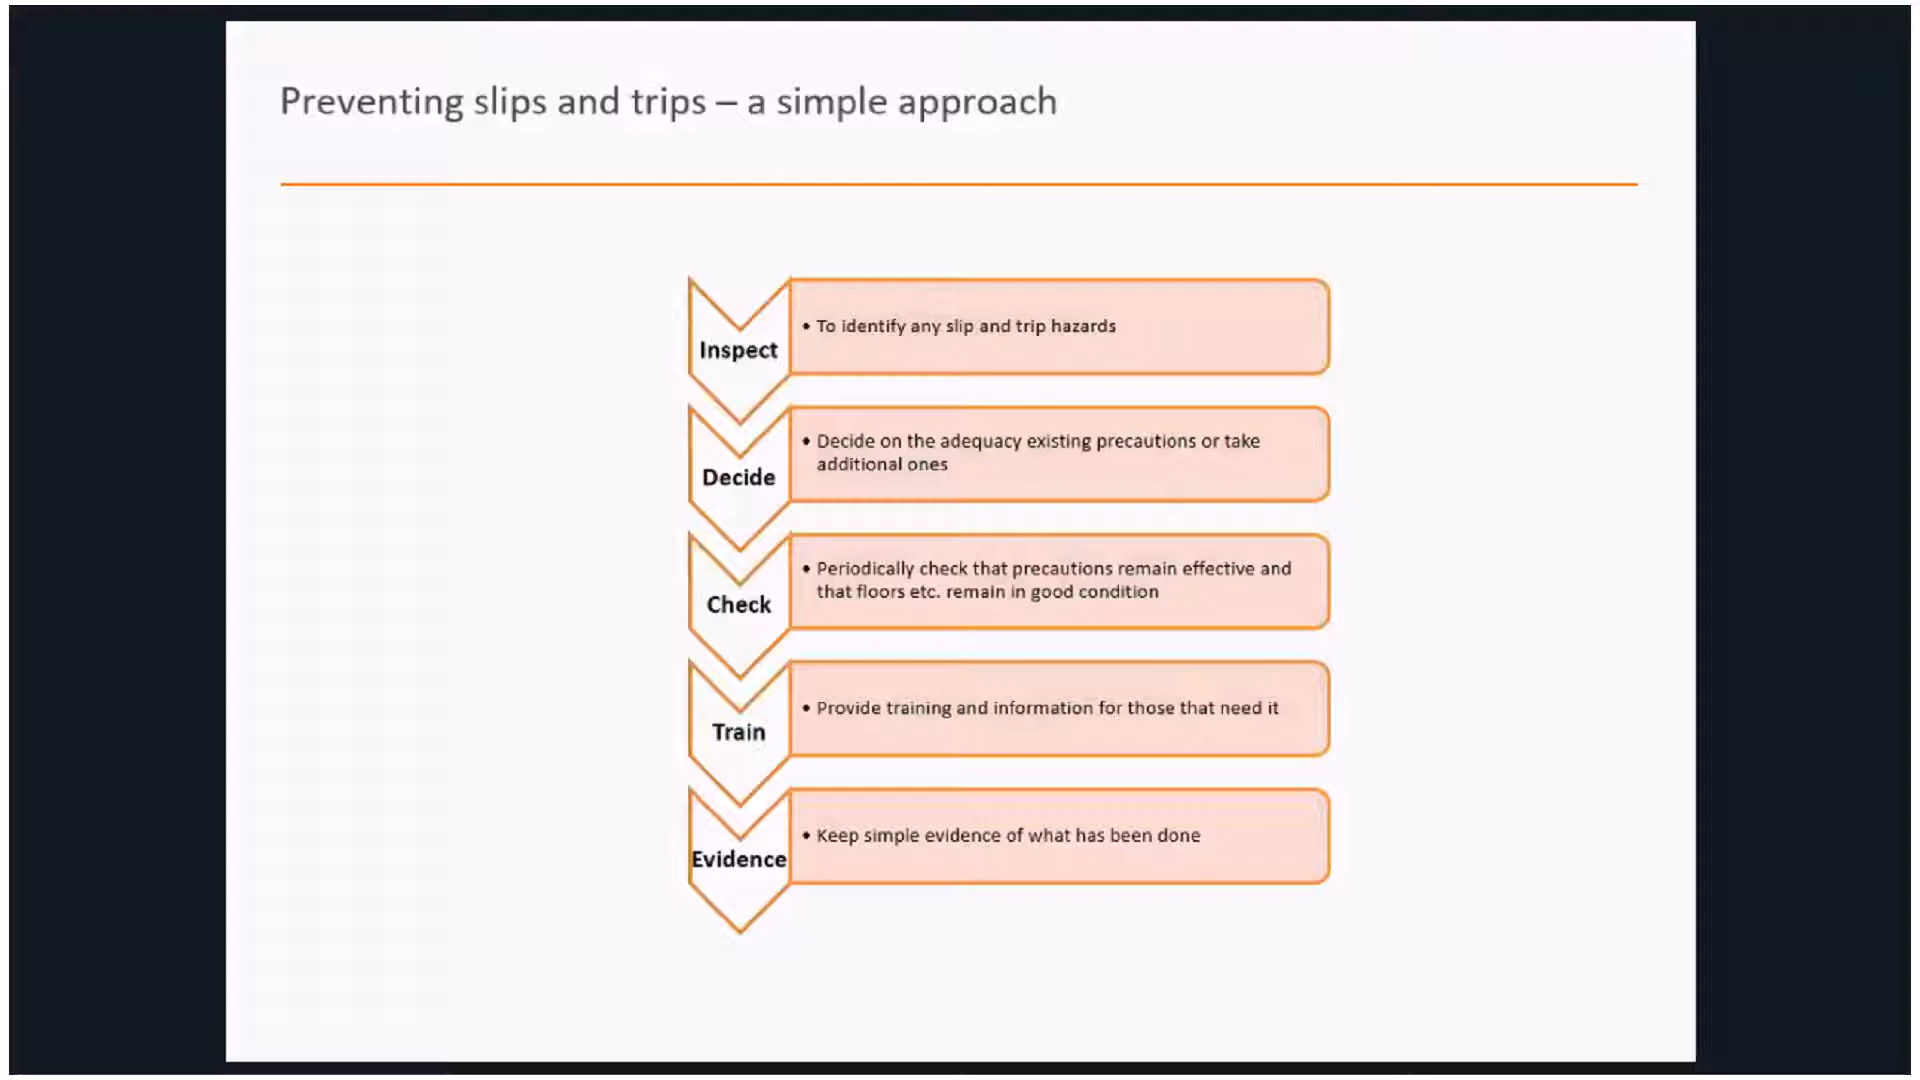 Preventing slips and trips – a simple approach
Inspect
• To identify any slip and trip hazards
Decide
• Decide on the adequacy existing precautions or take
additional ones
Check
• Periodically check that precautions remain effective and
that floors etc. remain in good condition
Train
• Provide training and information for those that need it
Evidence
• Keep simple evidence of what has been done